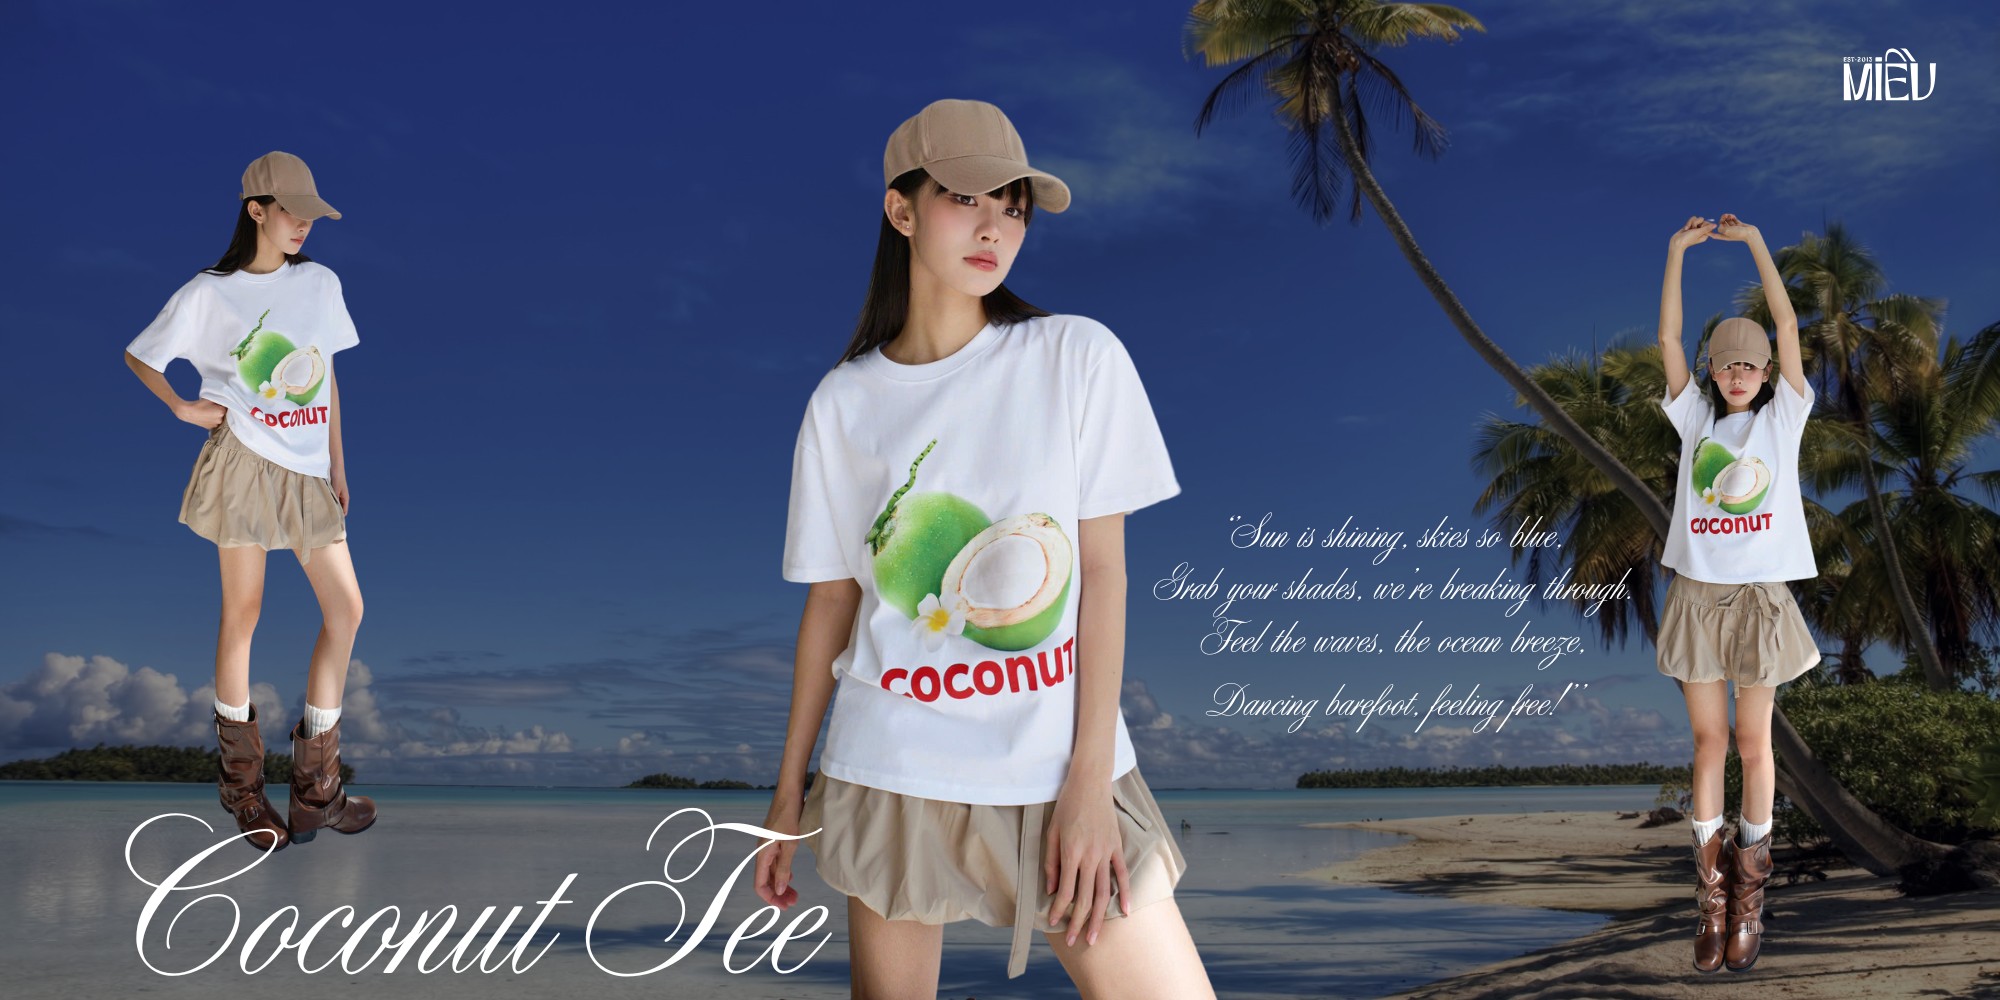 EST·2013
MIỀU
coconut
coconut
coconut
"Sun is shining, skies so blue,
Grab your shades, we're breaking through.
Feel the waves, the ocean breeze,
Dancing barefoot, feeling free!"
Coconut Tee